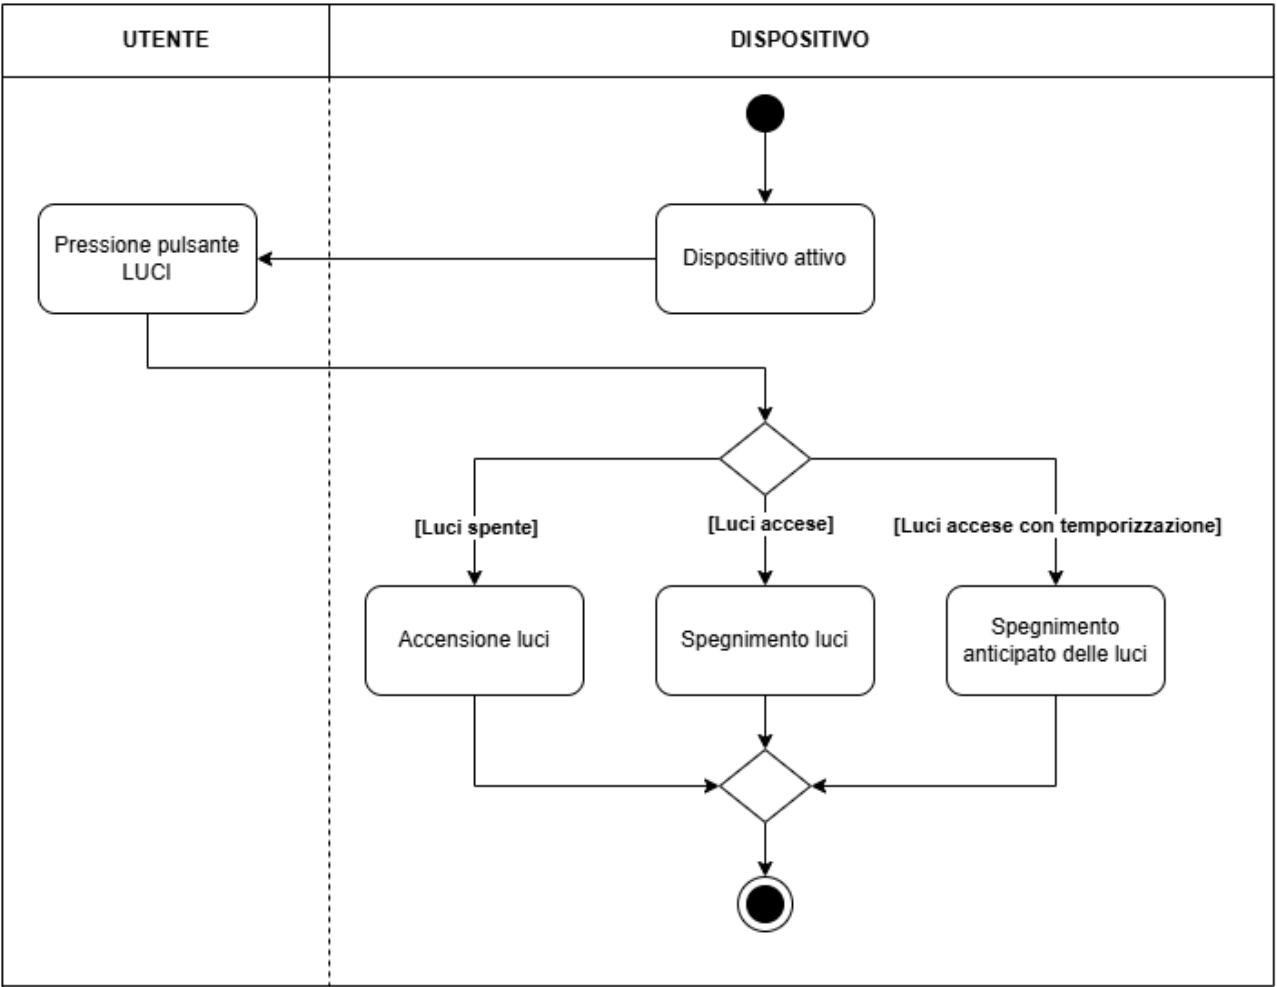 UTENTE
DISPOSITIVO
Pressione pulsante
LUCI
Dispositivo attivo
[Luci spente]
[Luci accese]
[Luci accese con temporizzazione]
Accensione luci
Spegnimento luci
Spegnimento
anticipato delle luci